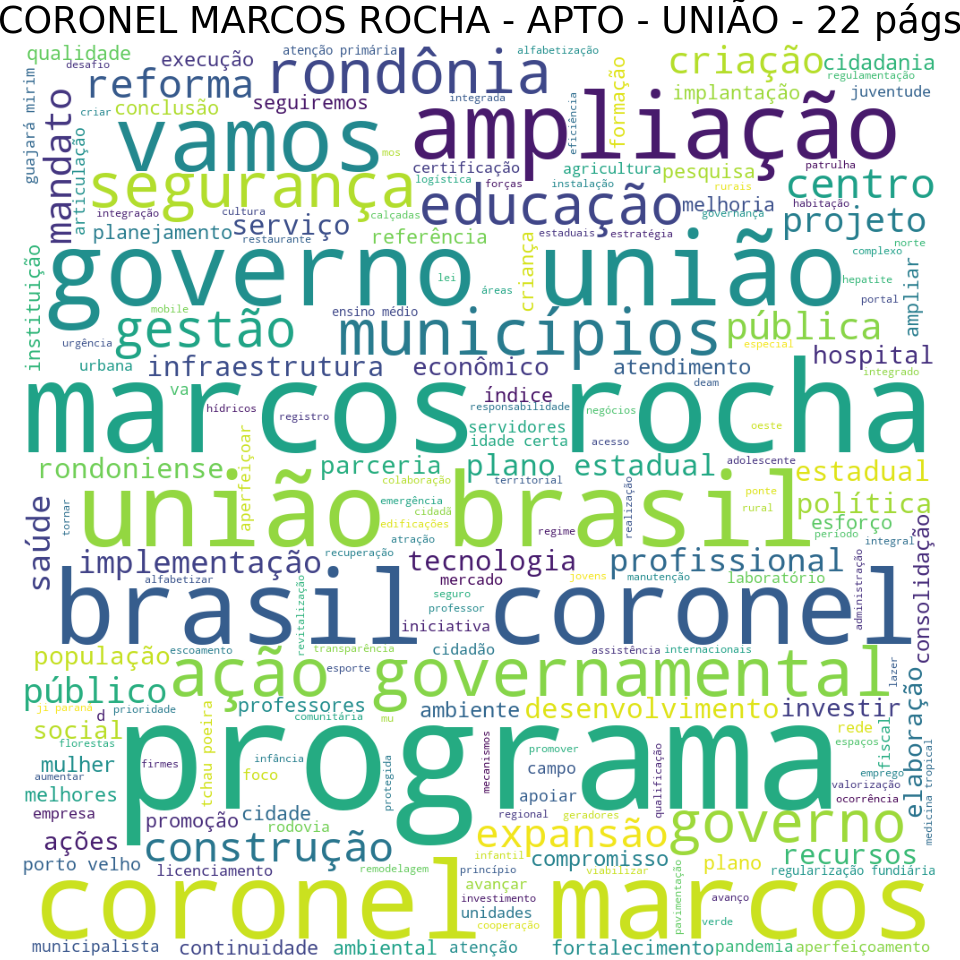 CORONEL MARCOS ROCHA - APTO - UNIÃO - 22 págs
qualidade
desafio
execução
atenção primária
alfabetização
rondônia
criação
cidadania
regulamentação
guajará mirim
reforma
conclusão
criar
seguiremos
integrada
eficiência
formação
implantação
juventude
mandato
articulação
vamos
mos
ampliação
patrulha
segurança
certificação
logística
forças
agricultura
instalação
pesquisa
rurais
centro
habitação
integração
cultura
calçadas
educação
melhoria
governança
projeto
planejamento
serviço
restaurante
referência
criança
estaduais
estratégia
norte
complexo
instituição
governo união
lei
áreas
hepatite
ampliar
portal
mobile
gestão
ensino médio
municípios
pública
urgência
especial
hospital
urbana
infraestrutura
econômico
atendimento
integrado
va
índice
deam
marcos rocha
hídricos
registro
responsabilidade
negócios
servidores
idade certa
acesso
oeste
rondoniense
aperfeiçoar
parceria
plano estadual
adolescente
estadual
colaboração
territorial
saúde
tornar
união brasil
emergência
cidadã
edificações
atração
regime
realização
ponte
rural
política
esforço
período
integral
implementação
recuperação
tecnologia
profissional
administração
consolidação
alfabetizar
mercado
jovens
manutenção
laboratório
revitalização
seguro
professor
iniciativa
brasil coronel
escoamento
transparência
cidadão
assistência
internacionais
população
ação governamental
esporte
lazer
público
ji paraná
prioridade
d
professores
comunitária
mu
ambiente
desenvolvimento
investir
elaboração
social
florestas
tchau poeira
rede
espaços
fiscal
mulher
firmes
infância
foco
protegida
programa
mecanismos
promover
campo
qualificação
emprego
valorização
medicina tropical
aumentar
melhores
apoiar
ocorrência
empresa
promoção
cidade
rodovia
regional
geradores
ações
construção
expansão
governo
infantil
compromisso
plano
recursos
porto velho
licenciamento
remodelagem
princípio
viabilizar
regularização fundiária
avançar
investimento
pavimentação
avanço
coronel marcos
unidades
cooperação
verde
municipalista
continuidade
ambiental
atenção
fortalecimento
pandemia
aperfeiçoamento